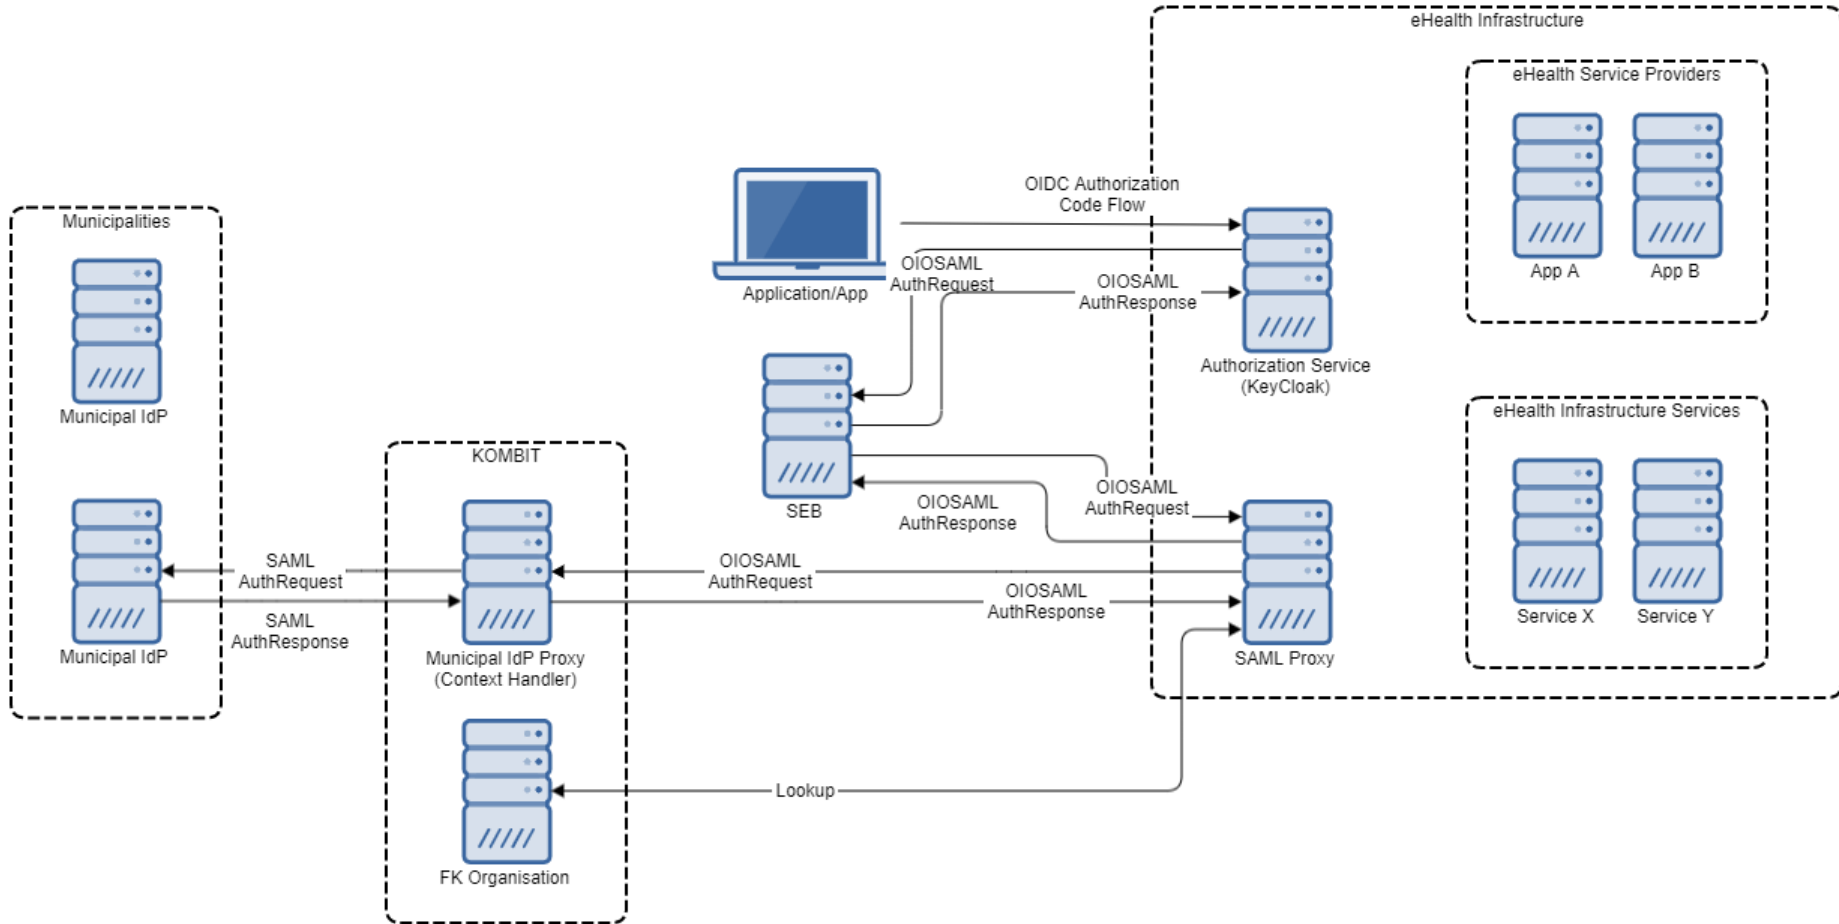 eHealth Infrastructure
eHealth Service Providers
App A
App B
OIDC Authorization
Code Flow
Application/App
OIOSAML
AuthRequest
OIOSAML
AuthResponse
Authorization Service
(KeyCloak)
Municipalities
Municipal IdP
Municipal IdP
SAML
AuthRequest
SAML
AuthResponse
KOMBIT
Municipal IdP Proxy
(Context Handler)
FK Organisation
SEB
OIOSAML
AuthRequest
OIOSAML
AuthResponse
OIOSAML
AuthRequest
OIOSAML
AuthResponse
Lookup
SAML Proxy
eHealth Infrastructure Services
Service X
Service Y